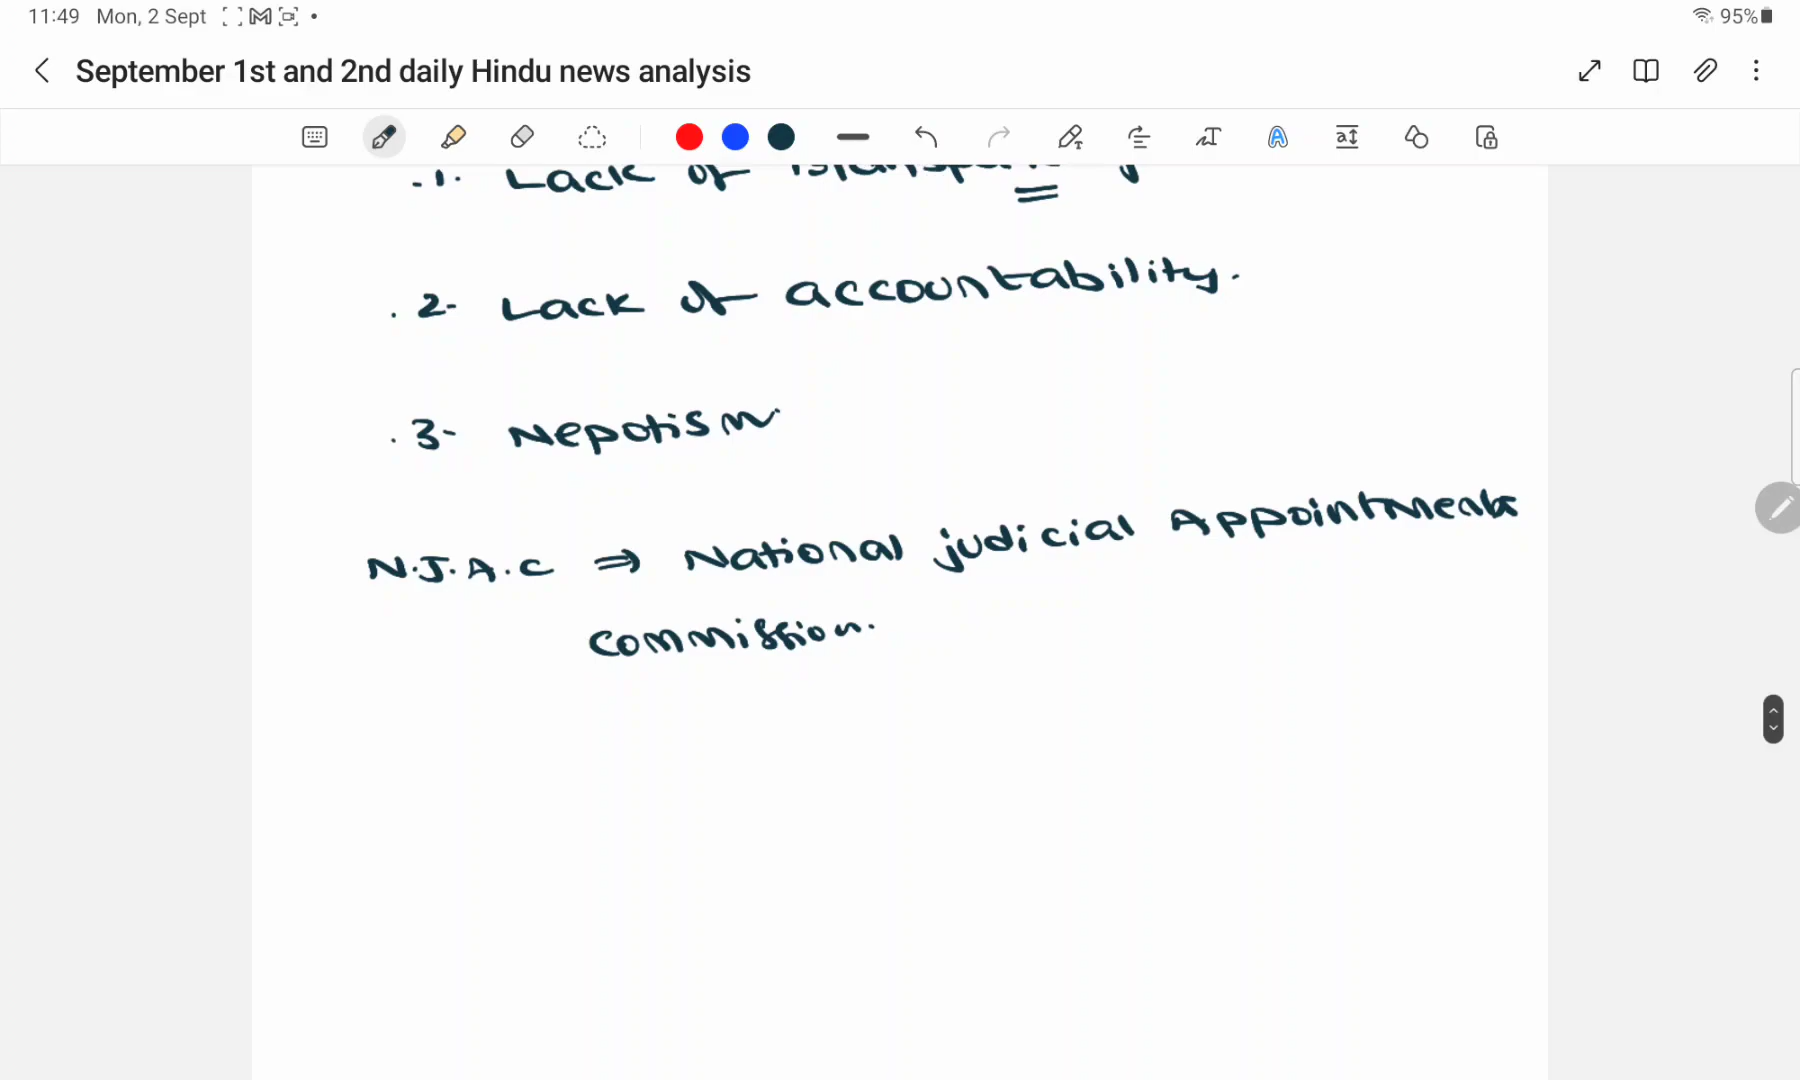 11:49 Mon, 2 Sept
95%
September 1st and 2nd daily Hindu news analysis
.1. Lack of
.2- Lack of accountability.
.3- Nepotism
N.J.A.C ⇒ National judicial Appointments
commission.